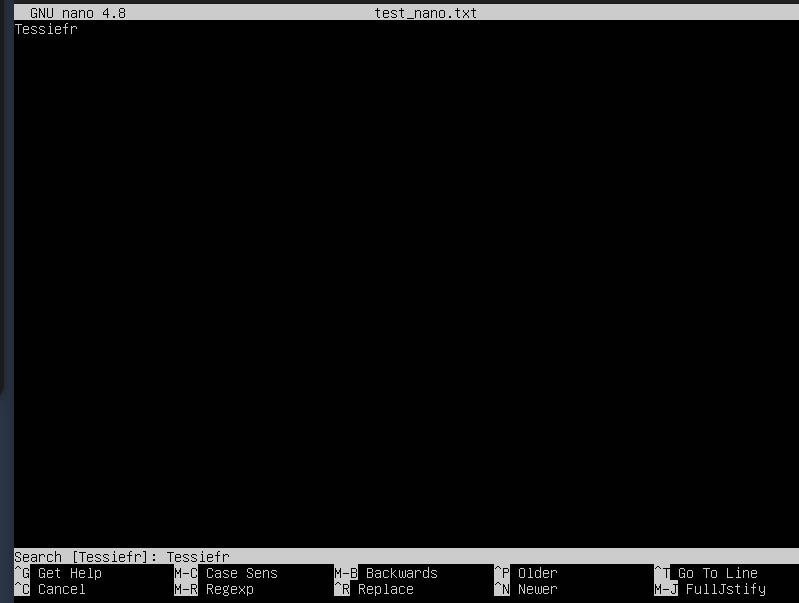 GNU nano 4.8 test_nano.txt
Tessiefr
Search [Tessiefr]: Tessiefr
^G Get Help M-C Case Sens M-B Backwards ^P Older ^T Go To Line
^C Cancel M-R Regexp ^R Replace ^N Newer M-J FullJstify